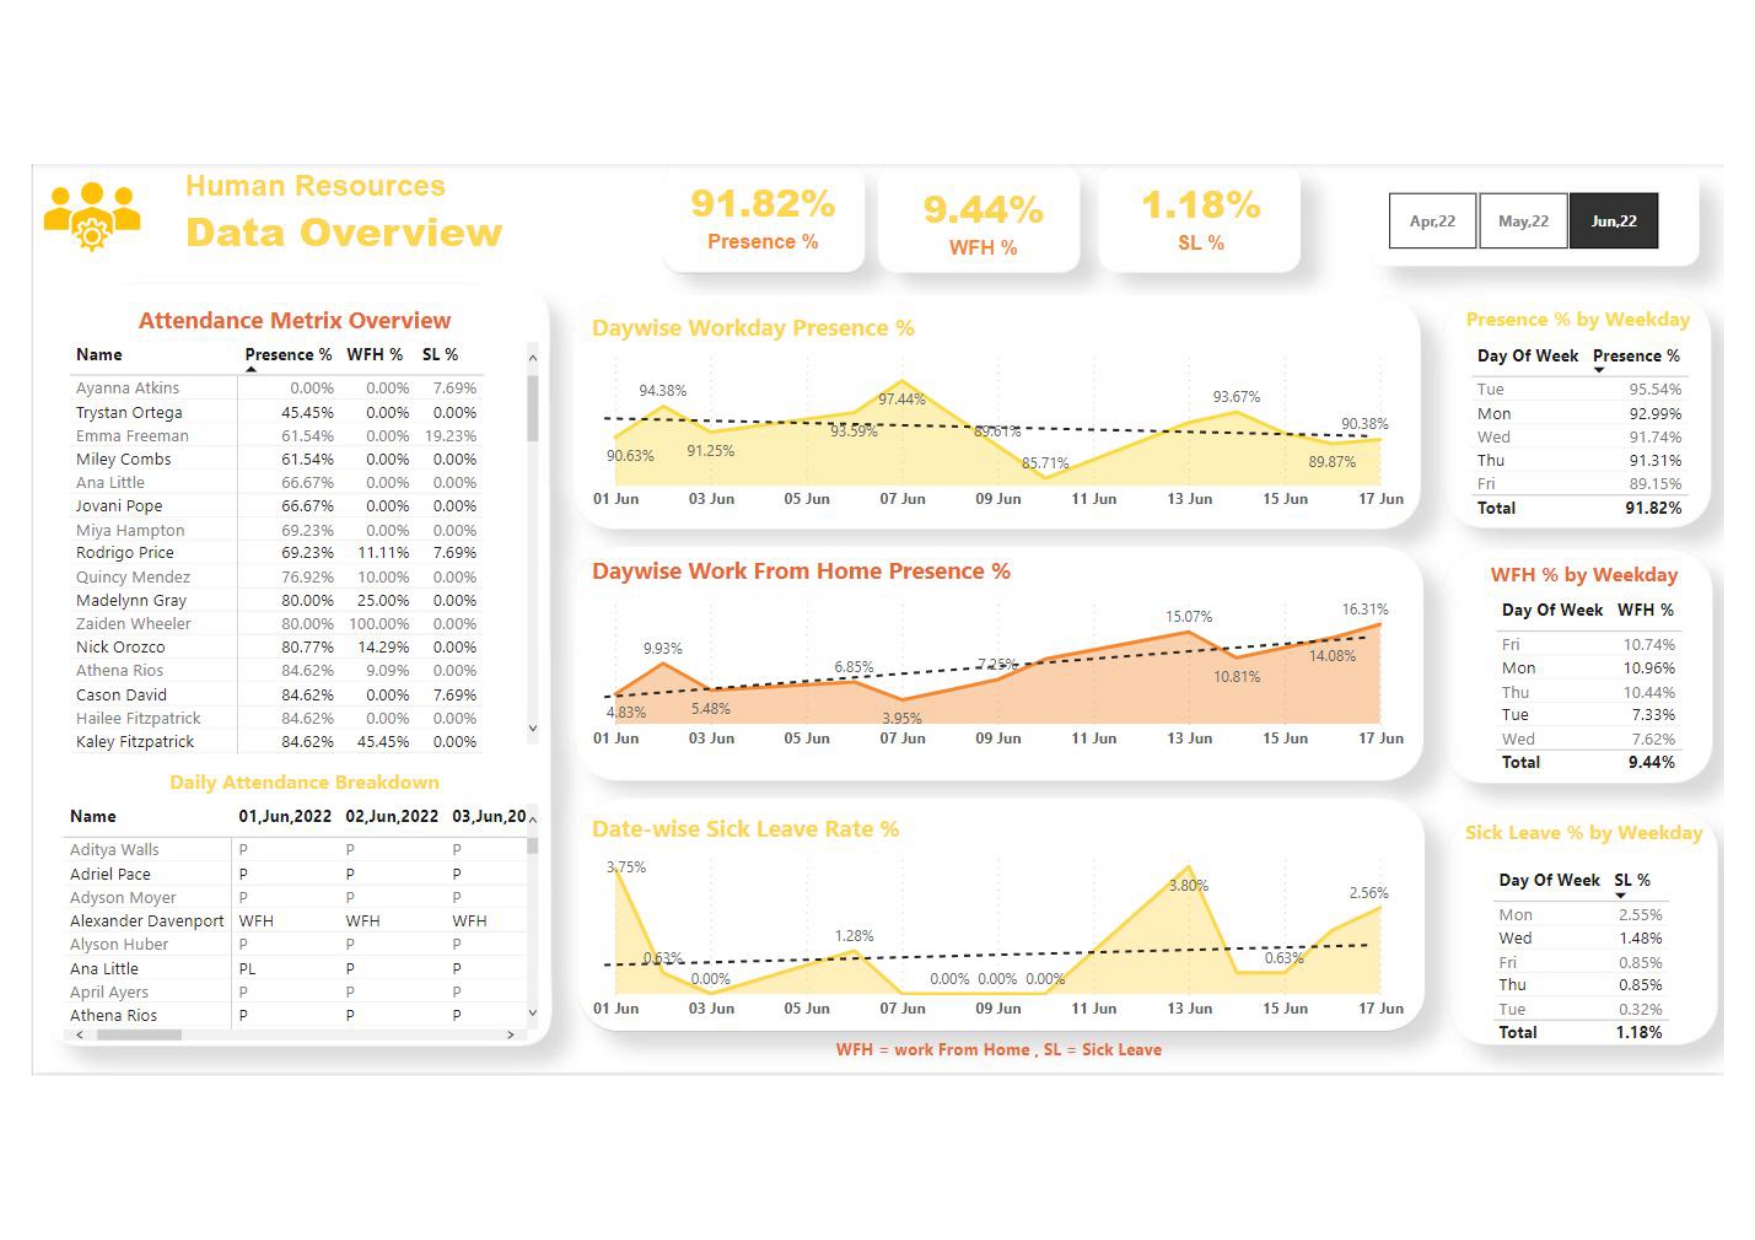 Human Resources
Data Overview
91.82%
Presence %
9.44%
WFH %
1.18%
SL %
Apr,22 May,22 Jun,22
Attendance Metrix Overview
Name Presence % WFH % SL %
Ayanna Atkins 0.00% 0.00% 7.69%
Trystan Ortega 45.45% 0.00% 0.00%
Emma Freeman 61.54% 0.00% 19.23%
Miley Combs 61.54% 0.00% 0.00%
Ana Little 66.67% 0.00% 0.00%
Jovani Pope 66.67% 0.00% 0.00%
Miya Hampton 69.23% 0.00% 0.00%
Rodrigo Price 69.23% 11.11% 7.69%
Quincy Mendez 76.92% 10.00% 0.00%
Madelynn Gray 80.00% 25.00% 0.00%
Zaiden Wheeler 80.00% 100.00% 0.00%
Nick Orozco 80.77% 14.29% 0.00%
Athena Rios 84.62% 9.09% 0.00%
Cason David 84.62% 0.00% 7.69%
Hailee Fitzpatrick 84.62% 0.00% 0.00%
Kaley Fitzpatrick 84.62% 45.45% 0.00%
Daily Attendance Breakdown
Name 01,Jun,2022 02,Jun,2022 03,Jun,20
Aditya Walls P P P
Adriel Pace P P P
Adyson Moyer P P P
Alexander Davenport WFH WFH WFH
Alyson Huber P P P
Ana Little PL P P
April Ayers P P P
Athena Rios P P P
Daywise Workday Presence %
90.63% 94.38% 91.25% 93.59% 97.44% 89.61% 85.71% 93.67% 89.87% 90.38%
01 Jun 03 Jun 05 Jun 07 Jun 09 Jun 11 Jun 13 Jun 15 Jun 17 Jun
Daywise Work From Home Presence %
4.83% 9.93% 5.48% 6.85% 3.95% 7.25% 15.07% 10.81% 14.08% 16.31%
01 Jun 03 Jun 05 Jun 07 Jun 09 Jun 11 Jun 13 Jun 15 Jun 17 Jun
Date-wise Sick Leave Rate %
3.75% 0.63% 0.00% 1.28% 0.00% 0.00% 0.00% 3.80% 0.63% 2.56%
01 Jun 03 Jun 05 Jun 07 Jun 09 Jun 11 Jun 13 Jun 15 Jun 17 Jun
WFH = work From Home , SL = Sick Leave
Presence % by Weekday
Day Of Week Presence %
Tue 95.54%
Mon 92.99%
Wed 91.74%
Thu 91.31%
Fri 89.15%
Total 91.82%
WFH % by Weekday
Day Of Week WFH %
Fri 10.74%
Mon 10.96%
Thu 10.44%
Tue 7.33%
Wed 7.62%
Total 9.44%
Sick Leave % by Weekday
Day Of Week SL %
Mon 2.55%
Wed 1.48%
Fri 0.85%
Thu 0.85%
Tue 0.32%
Total 1.18%